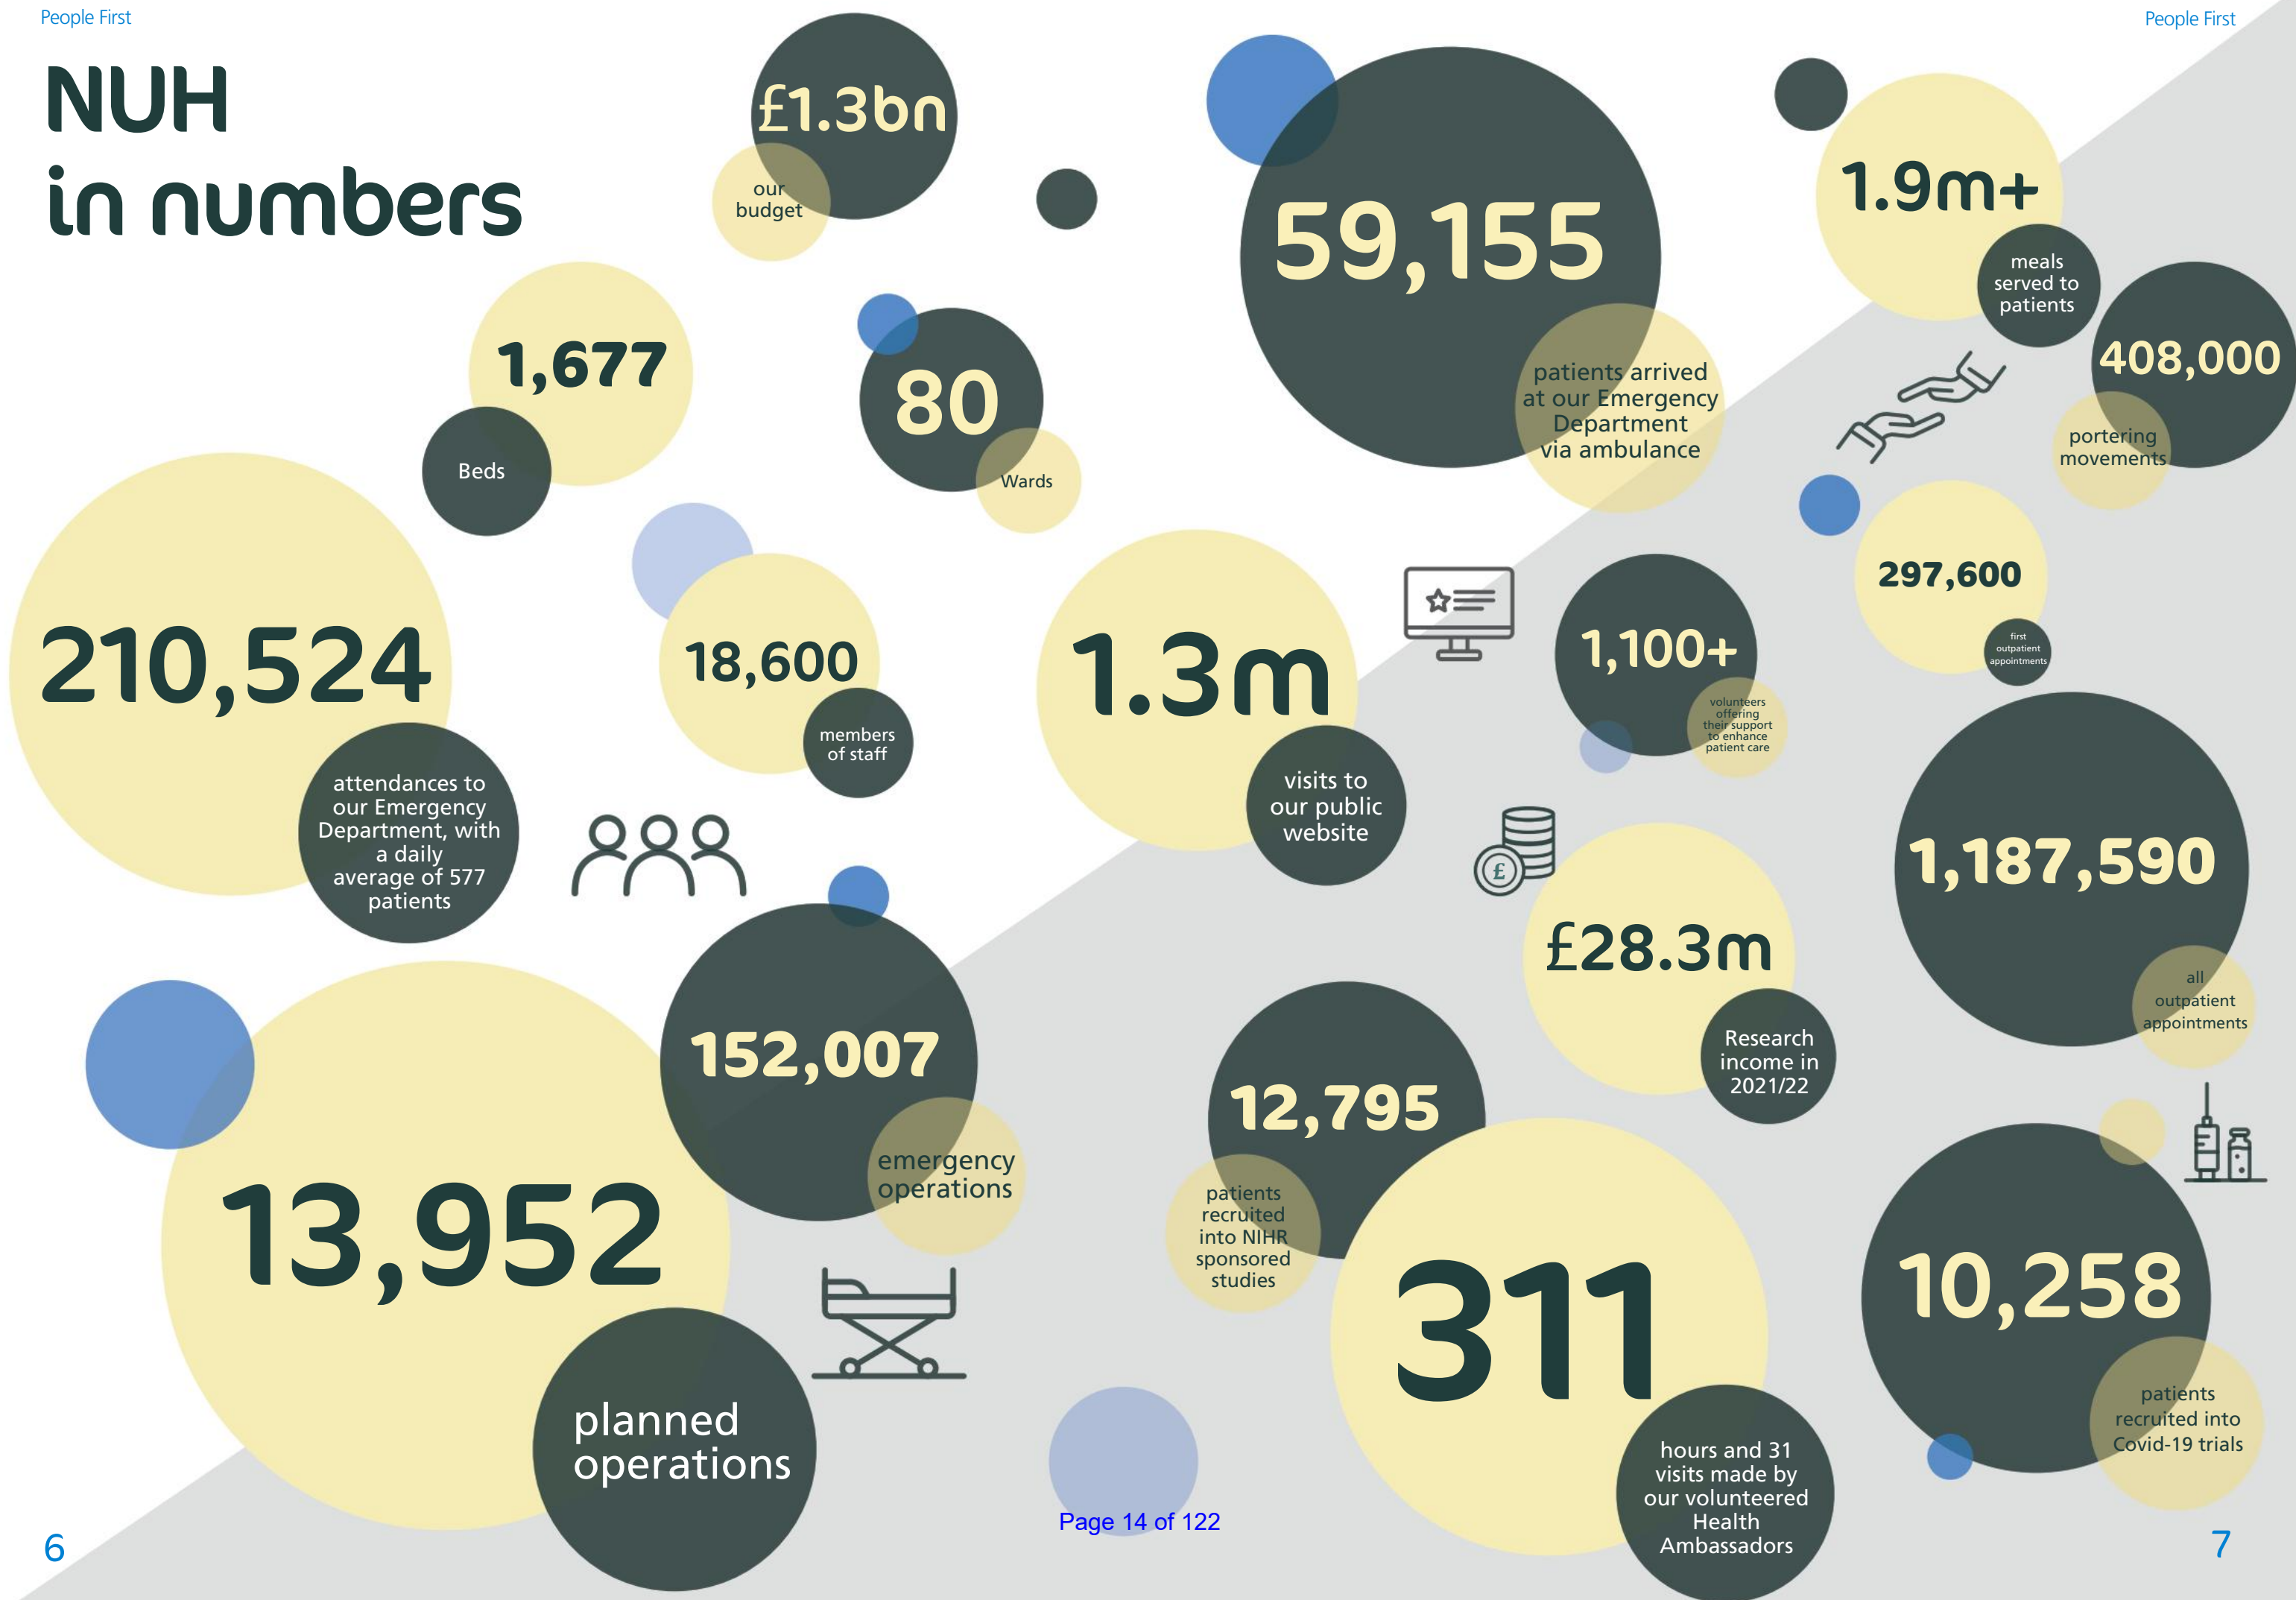 People First
People First
NUH
in numbers
£1.3bn
our
budget
1,677
Beds
80
Wards
210,524
attendances to
our Emergency
Department, with
a daily
average of 577
patients
18,600
members
of staff
152,007
emergency
operations
13,952
planned
operations
59,155
patients arrived
at our Emergency
Department
via ambulance
1.9m+
meals
served to
patients
408,000
portering
movements
297,600
first
outpatient
appointments
1.3m
visits to
our public
website
1,100+
volunteers
offering
their support
to enhance
patient care
£
£28.3m
Research
income in
2021/22
1,187,590
all
outpatient
appointments
12,795
patients
recruited
into NIHR
sponsored
studies
311
hours and 31
visits made by
our volunteered
Health
Ambassadors
10,258
patients
recruited into
Covid-19 trials
Page 14 of 122
6
7